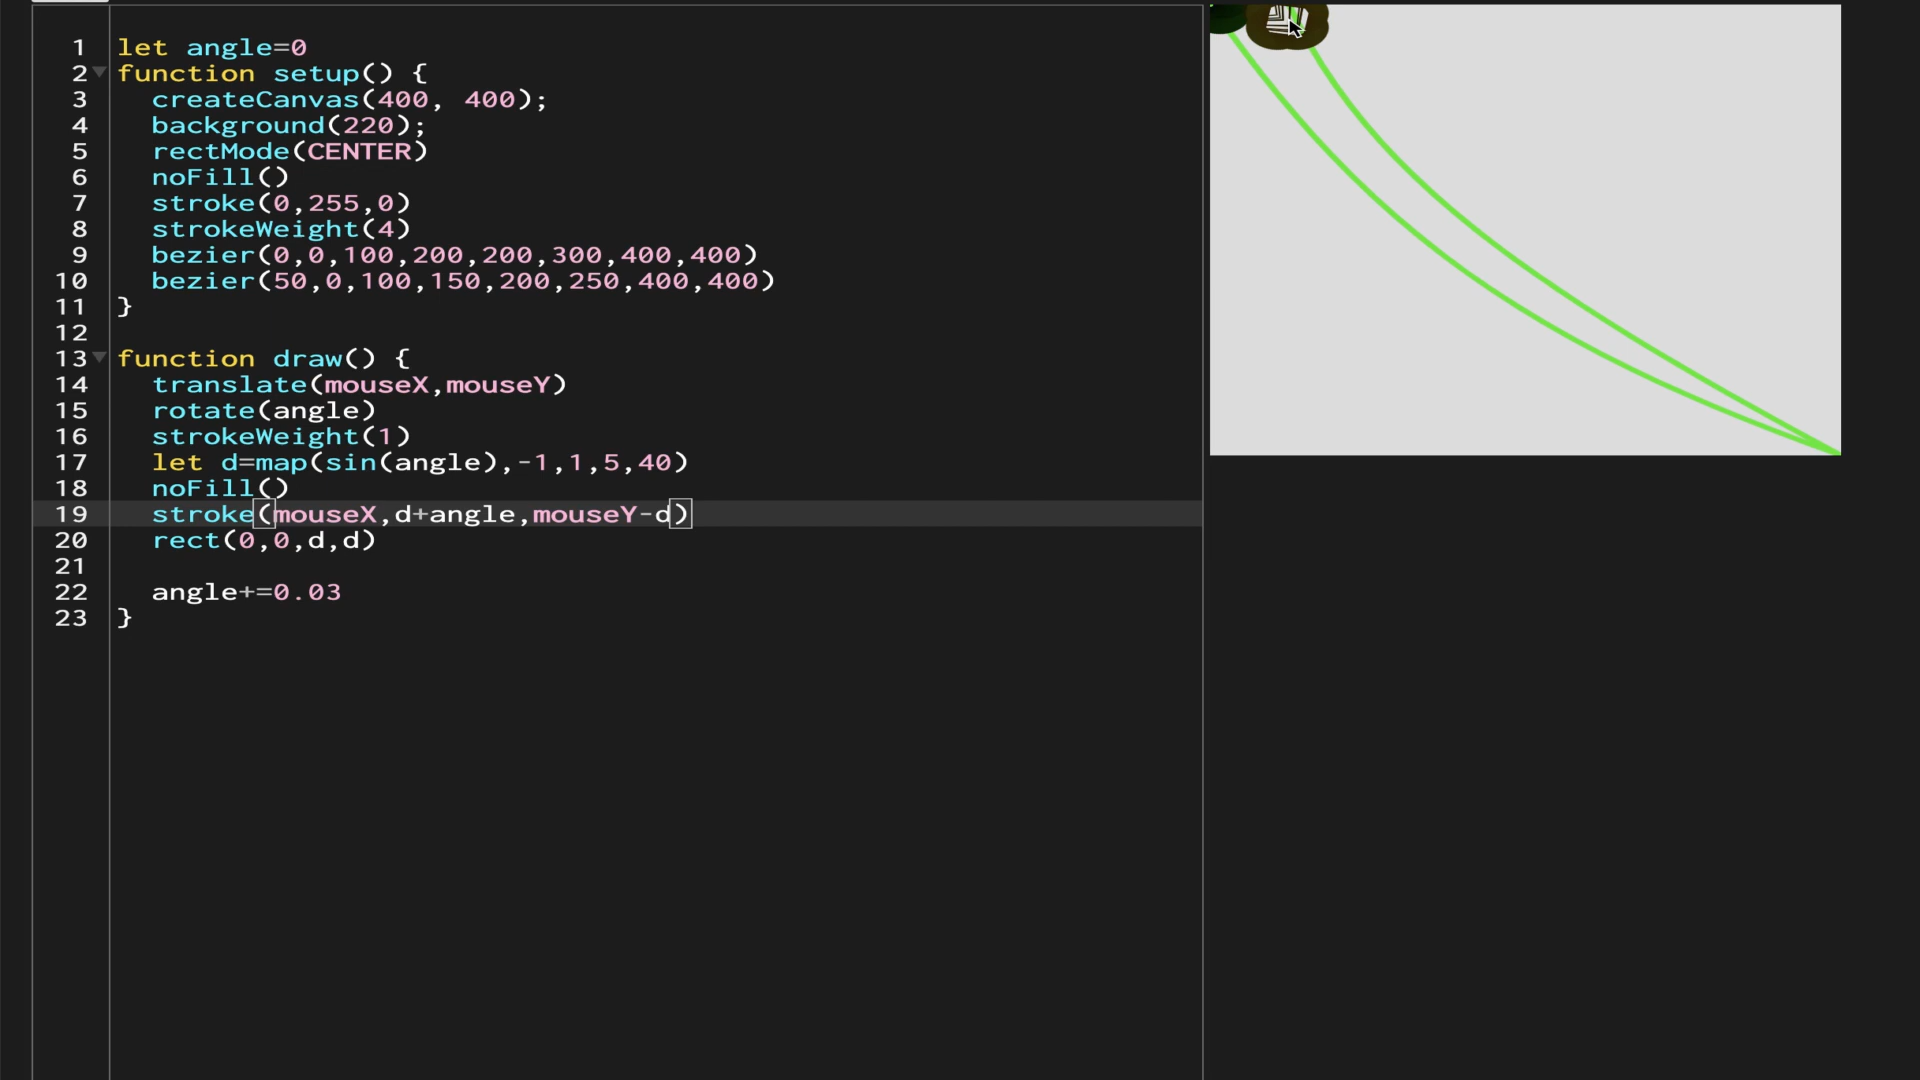 1 let angle=0
2 function setup() {
3 createCanvas(400, 400);
4 background(220);
5 rectMode(CENTER)
6 noFill()
7 stroke(0,255,0)
8 strokeWeight(4)
9 bezier(0,0,100,200,200,300,400,400)
10 bezier(50,0,100,150,200,250,400,400)
11 }
12
13 function draw() {
14 translate(mouseX,mouseY)
15 rotate(angle)
16 strokeWeight(1)
17 let d=map(sin(angle),-1,1,5,40)
18 noFill()
19 stroke(mouseX,d+angle,mouseY-d)
20 rect(0,0,d,d)
21
22 angle+=0.03
23 }